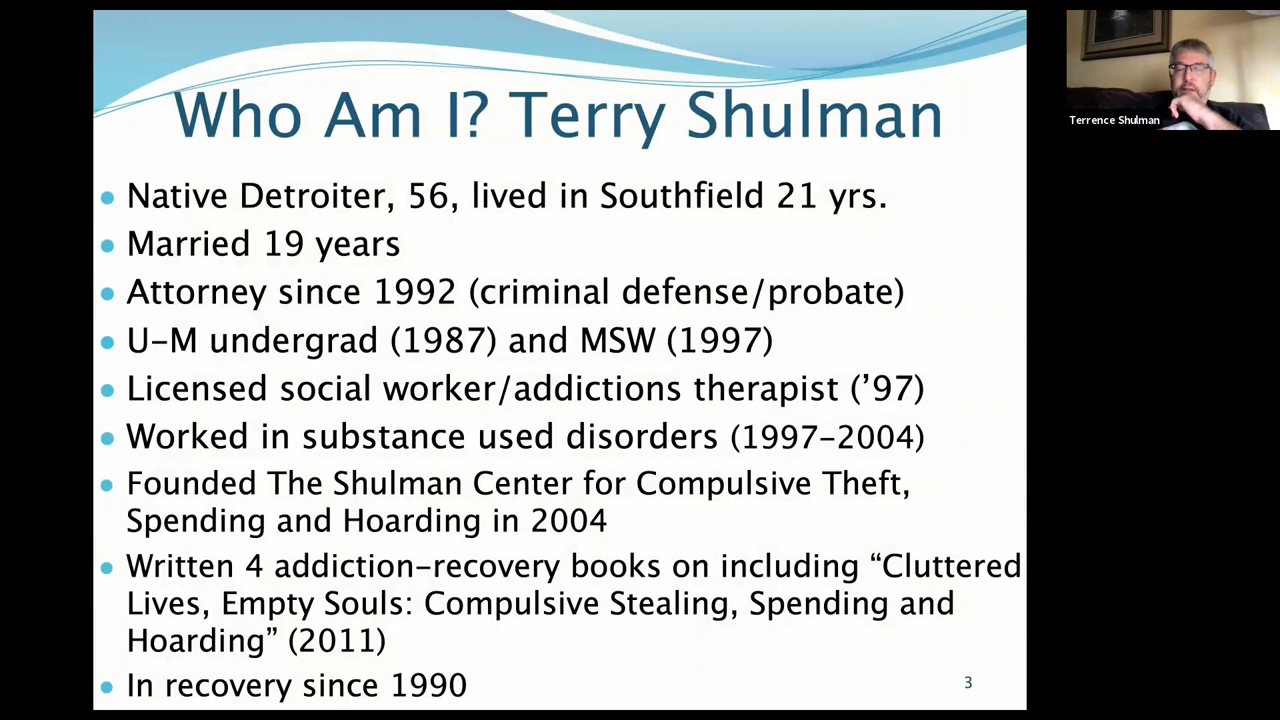 Who Am I? Terry Shulman
Terrence Shulman
• Native Detroiter, 56, lived in Southfield 21 yrs.
• Married 19 years
• Attorney since 1992 (criminal defense/probate)
• U-M undergrad (1987) and MSW (1997)
• Licensed social worker/addictions therapist (’97)
• Worked in substance used disorders (1997-2004)
• Founded The Shulman Center for Compulsive Theft,
Spending and Hoarding in 2004
• Written 4 addiction-recovery books on including “Cluttered
Lives, Empty Souls: Compulsive Stealing, Spending and
Hoarding” (2011)
• In recovery since 1990
3